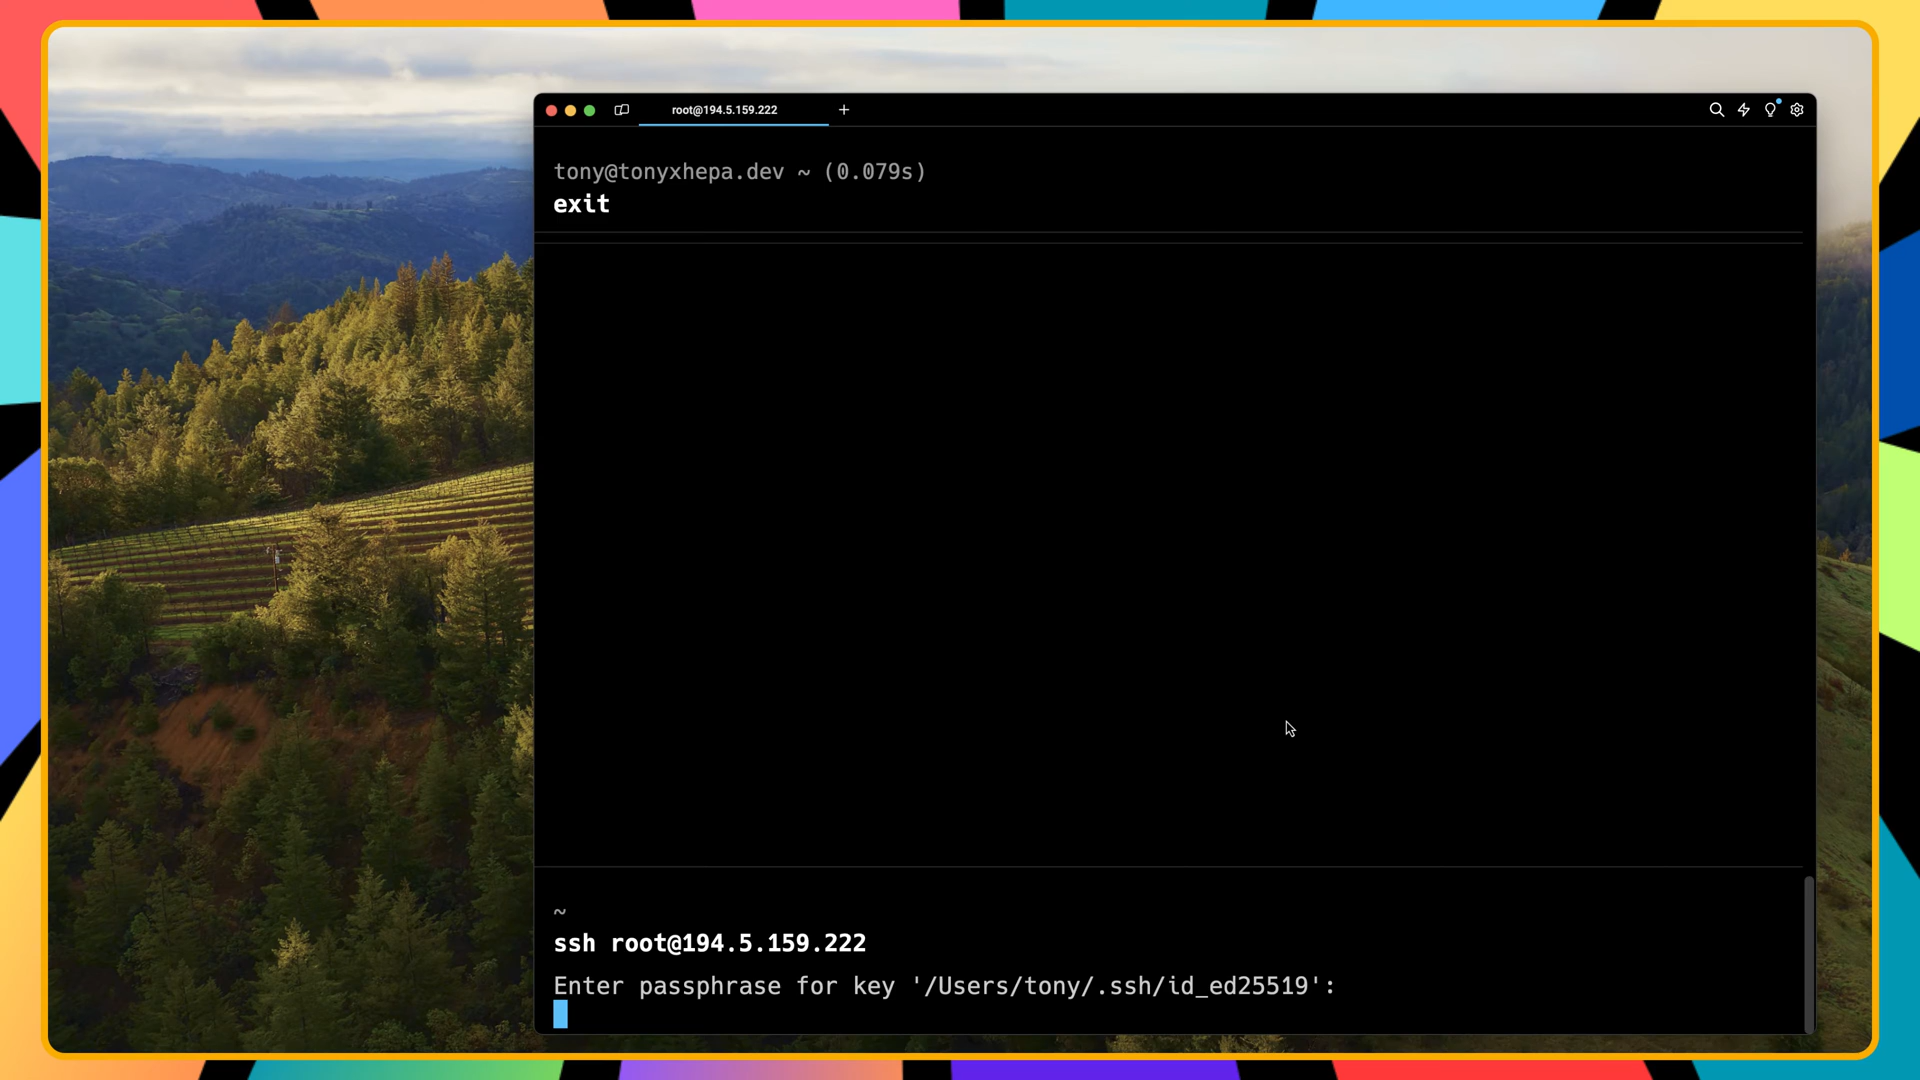 root@194.5.159.222
tony@tonyxhepa.dev ~ (0.079s)
exit
~
ssh root@194.5.159.222
Enter passphrase for key '/Users/tony/.ssh/id_ed25519':